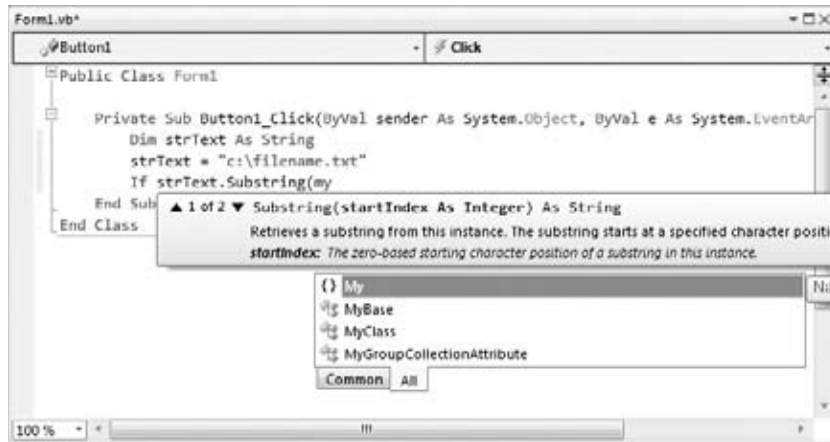 Form1.vb*
Button1
Click
Public Class Form1
Private Sub Button1_Click(ByVal sender As System.Object, ByVal e As System.EventAr
Dim strText As String
strText = "c:\filename.txt"
If strText.Substring(my
End Sub
▲ 1 of 2 ▼ Substring(startIndex As Integer) As String
End Class
Retrieves a substring from this instance. The substring starts at a specified character positi
startIndex: The zero-based starting character position of a substring in this instance.
{} My
Na
MyBase
MyClass
MyGroupCollectionAttribute
Common All
100 %